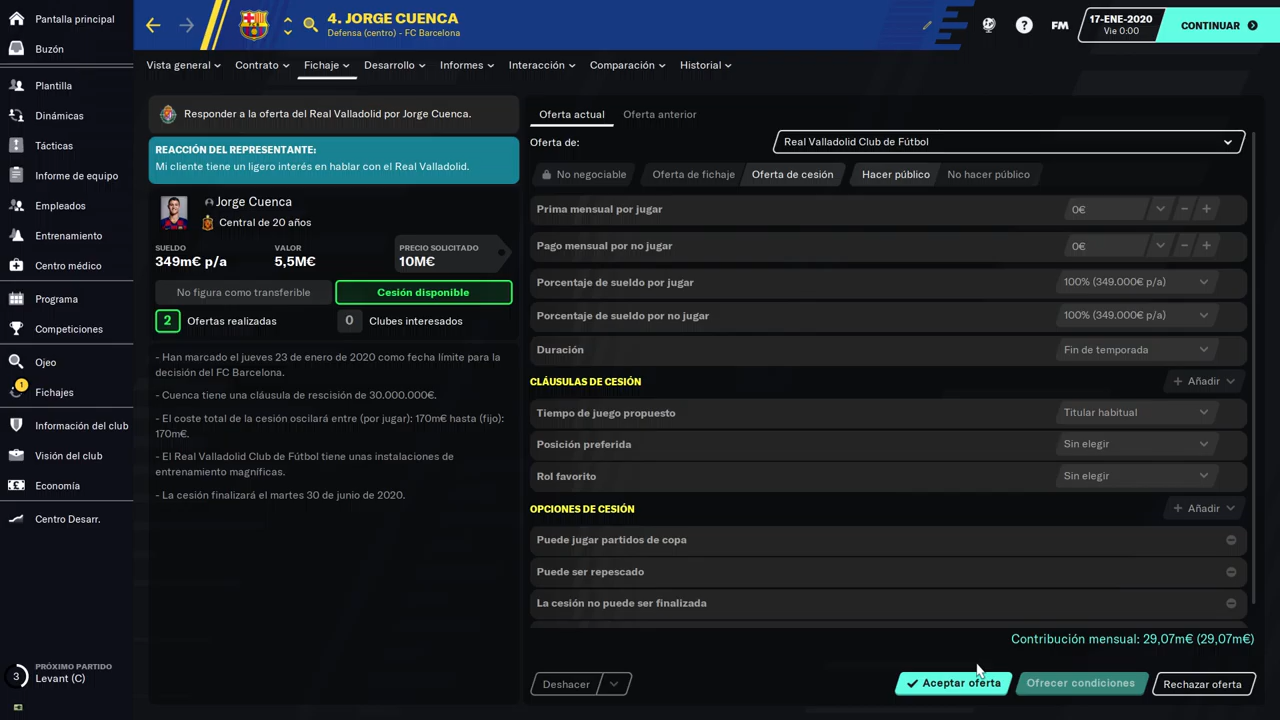 Pantalla principal
Buzón
Plantilla
Dinámicas
Tácticas
Informe de equipo
Empleados
Entrenamiento
Centro médico
Programa
Competiciones
Ojeo
1
Fichajes
Información del club
Visión del club
Economía
Centro Desarr.
3
PRÓXIMO PARTIDO
Levant (C)
4. JORGE CUENCA
Defensa (centro) - FC Barcelona
?
FM
17-ENE-2020
Vie 0:00
CONTINUAR
Vista general
Contrato
Fichaje
Desarrollo
Informes
Interacción
Comparación
Historial
Responder a la oferta del Real Valladolid por Jorge Cuenca.
REACCIÓN DEL REPRESENTANTE:
Mi cliente tiene un ligero interés en hablar con el Real Valladolid.
Jorge Cuenca
Central de 20 años
SUELDO
349m€ p/a
VALOR
5,5M€
PRECIO SOLICITADO
10M€
No figura como transferible
Cesión disponible
2 Ofertas realizadas
0 Clubes interesados
- Han marcado el jueves 23 de enero de 2020 como fecha límite para la
decisión del FC Barcelona.
- Cuenca tiene una cláusula de rescisión de 30.000.000€.
- El coste total de la cesión oscilará entre (por jugar): 170m€ hasta (fijo):
170m€.
- El Real Valladolid Club de Fútbol tiene unas instalaciones de
entrenamiento magníficas.
- La cesión finalizará el martes 30 de junio de 2020.
Oferta actual
Oferta anterior
Oferta de:
Real Valladolid Club de Fútbol
No negociable
Oferta de fichaje
Oferta de cesión
Hacer público
No hacer público
Prima mensual por jugar
0€
Pago mensual por no jugar
0€
Porcentaje de sueldo por jugar
100% (349.000€ p/a)
Porcentaje de sueldo por no jugar
100% (349.000€ p/a)
Duración
Fin de temporada
CLÁUSULAS DE CESIÓN
+ Añadir
Tiempo de juego propuesto
Titular habitual
Posición preferida
Sin elegir
Rol favorito
Sin elegir
OPCIONES DE CESIÓN
+ Añadir
Puede jugar partidos de copa
Puede ser repescado
La cesión no puede ser finalizada
Contribución mensual: 29,07m€ (29,07m€)
Deshacer
Aceptar oferta
Ofrecer condiciones
Rechazar oferta